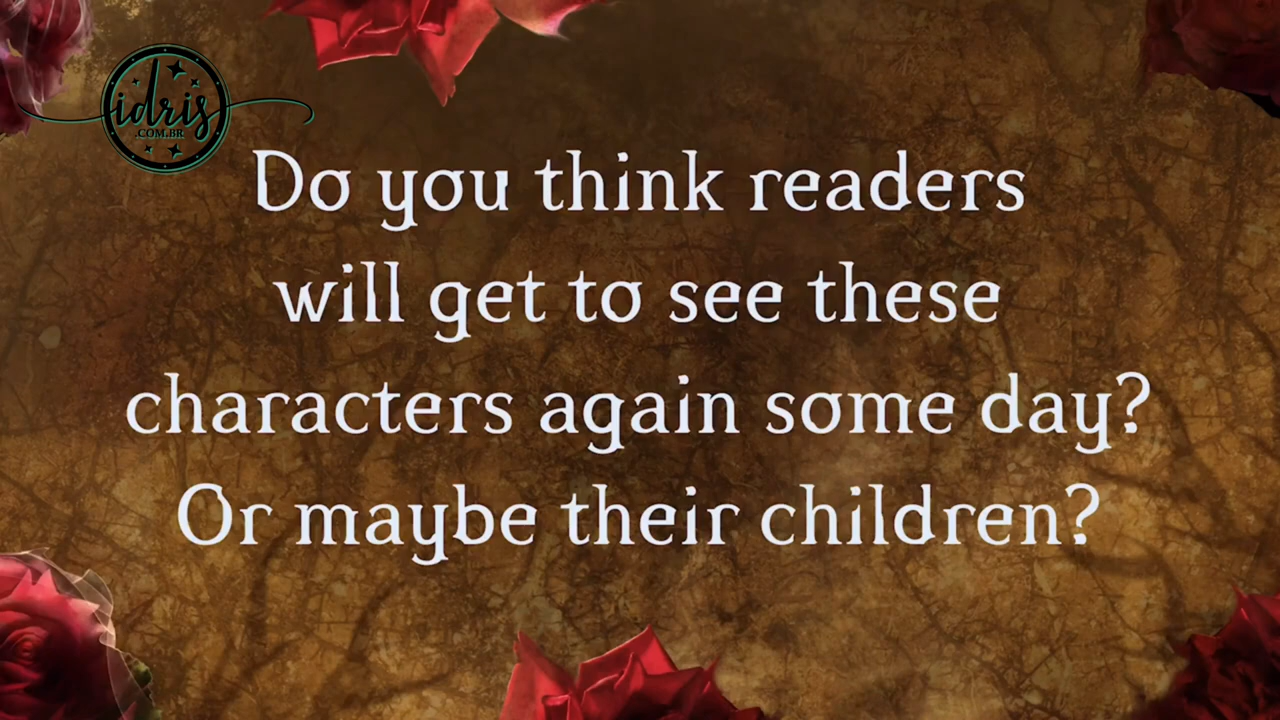 idris
.COM.BR
Do you think readers
will get to see these
characters again some day?
Or maybe their children?